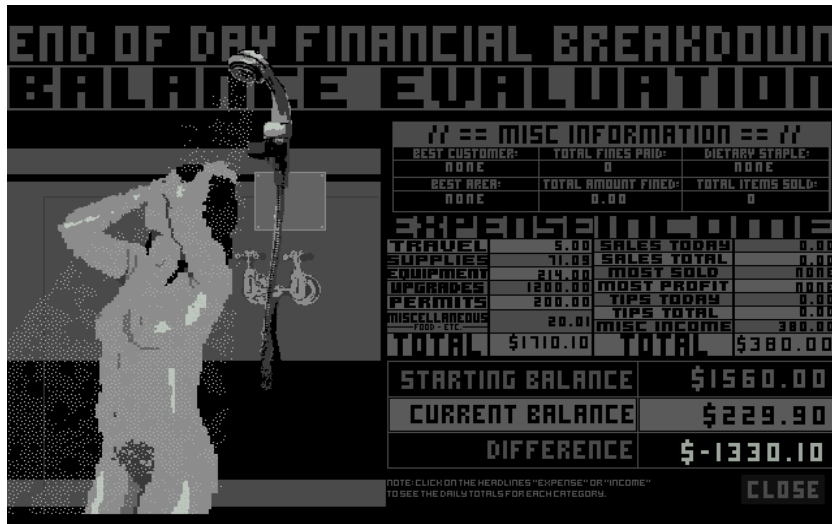 END OF DAY FINANCIAL BREAKDOWN
BALANCE EVALUATION
// == MISC INFORMATION == //
BEST CUSTOMER: TOTAL FINES PAID: DIETARY STAPLE:
NONE 0 NONE
BEST AREA: TOTAL AMOUNT FINED: TOTAL ITEMS SOLD:
NONE 0.00 0
EXPENSE INCOME
TRAVEL 5.00 SALES TODAY 0.00
SUPPLIES 71.09 SALES TOTAL 0.00
EQUIPMENT 214.00 MOST SOLD NONE
UPGRADES 1200.00 MOST PROFIT NONE
PERMITS 200.00 TIPS TODAY 0.00
MISCELLANEOUS 20.01 TIPS TOTAL 0.00
FOOD - ETC. MISC INCOME 380.00
TOTAL $1710.10 TOTAL $380.00
STARTING BALANCE $1560.00
CURRENT BALANCE $229.90
DIFFERENCE $-1330.10
NOTE: CLICK ON THE HEADLINES "EXPENSE" OR "INCOME"
TO SEE THE DAILY TOTALS FOR EACH CATEGORY.
CLOSE